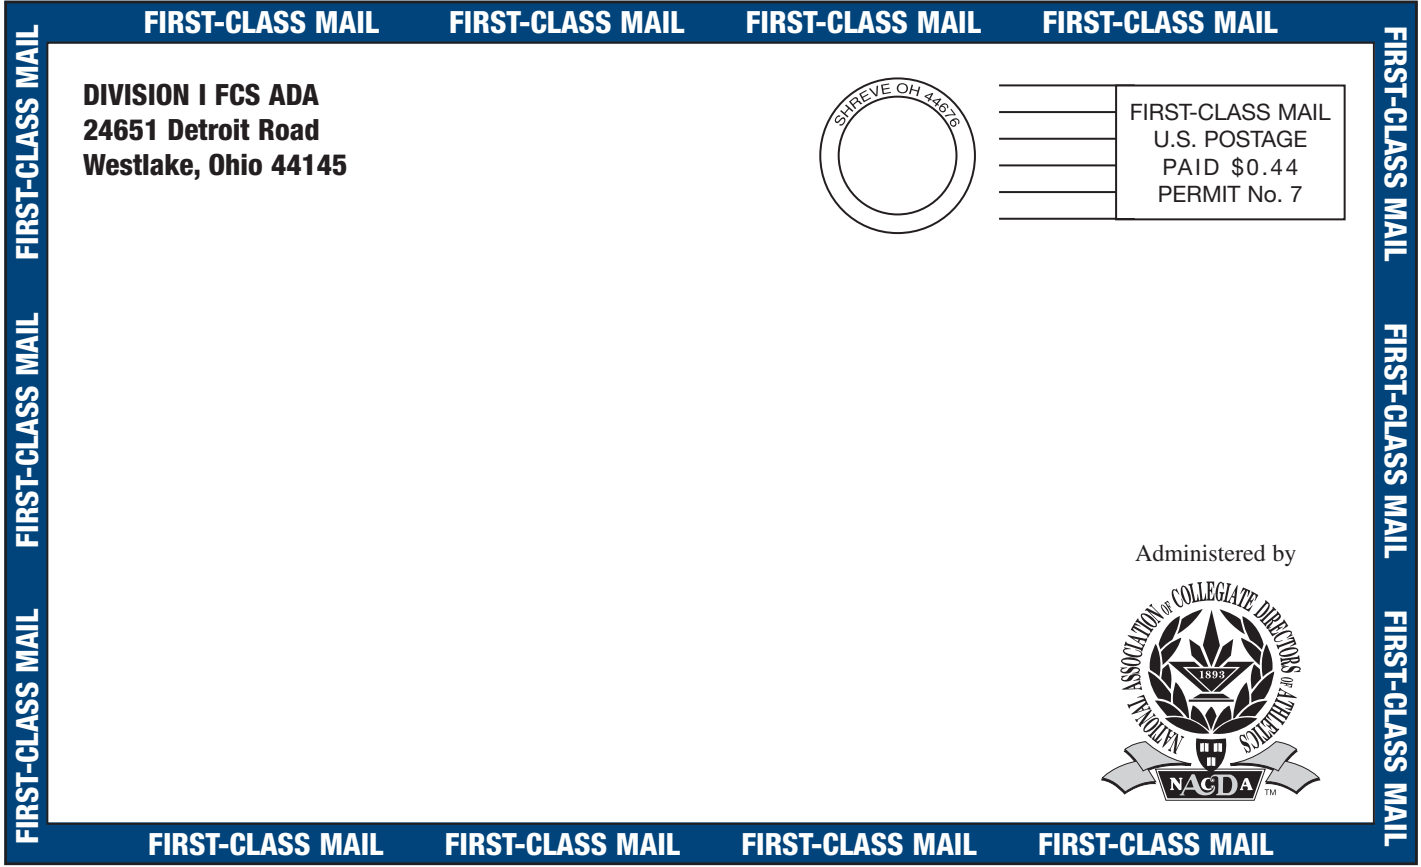 FIRST-CLASS MAIL FIRST-CLASS MAIL FIRST-CLASS MAIL FIRST-CLASS MAIL
FIRST-CLASS MAIL
FIRST-CLASS MAIL
FIRST-CLASS MAIL
DIVISION I FCS ADA
24651 Detroit Road
Westlake, Ohio 44145
SHREVE OH 44676
FIRST-CLASS MAIL
U.S. POSTAGE
PAID $0.44
PERMIT No. 7
Administered by
NATIONAL ASSOCIATION OF COLLEGIATE DIRECTORS OF ATHLETICS
1893
NACDA TM
FIRST-CLASS MAIL
FIRST-CLASS MAIL
FIRST-CLASS MAIL
FIRST-CLASS MAIL FIRST-CLASS MAIL FIRST-CLASS MAIL FIRST-CLASS MAIL